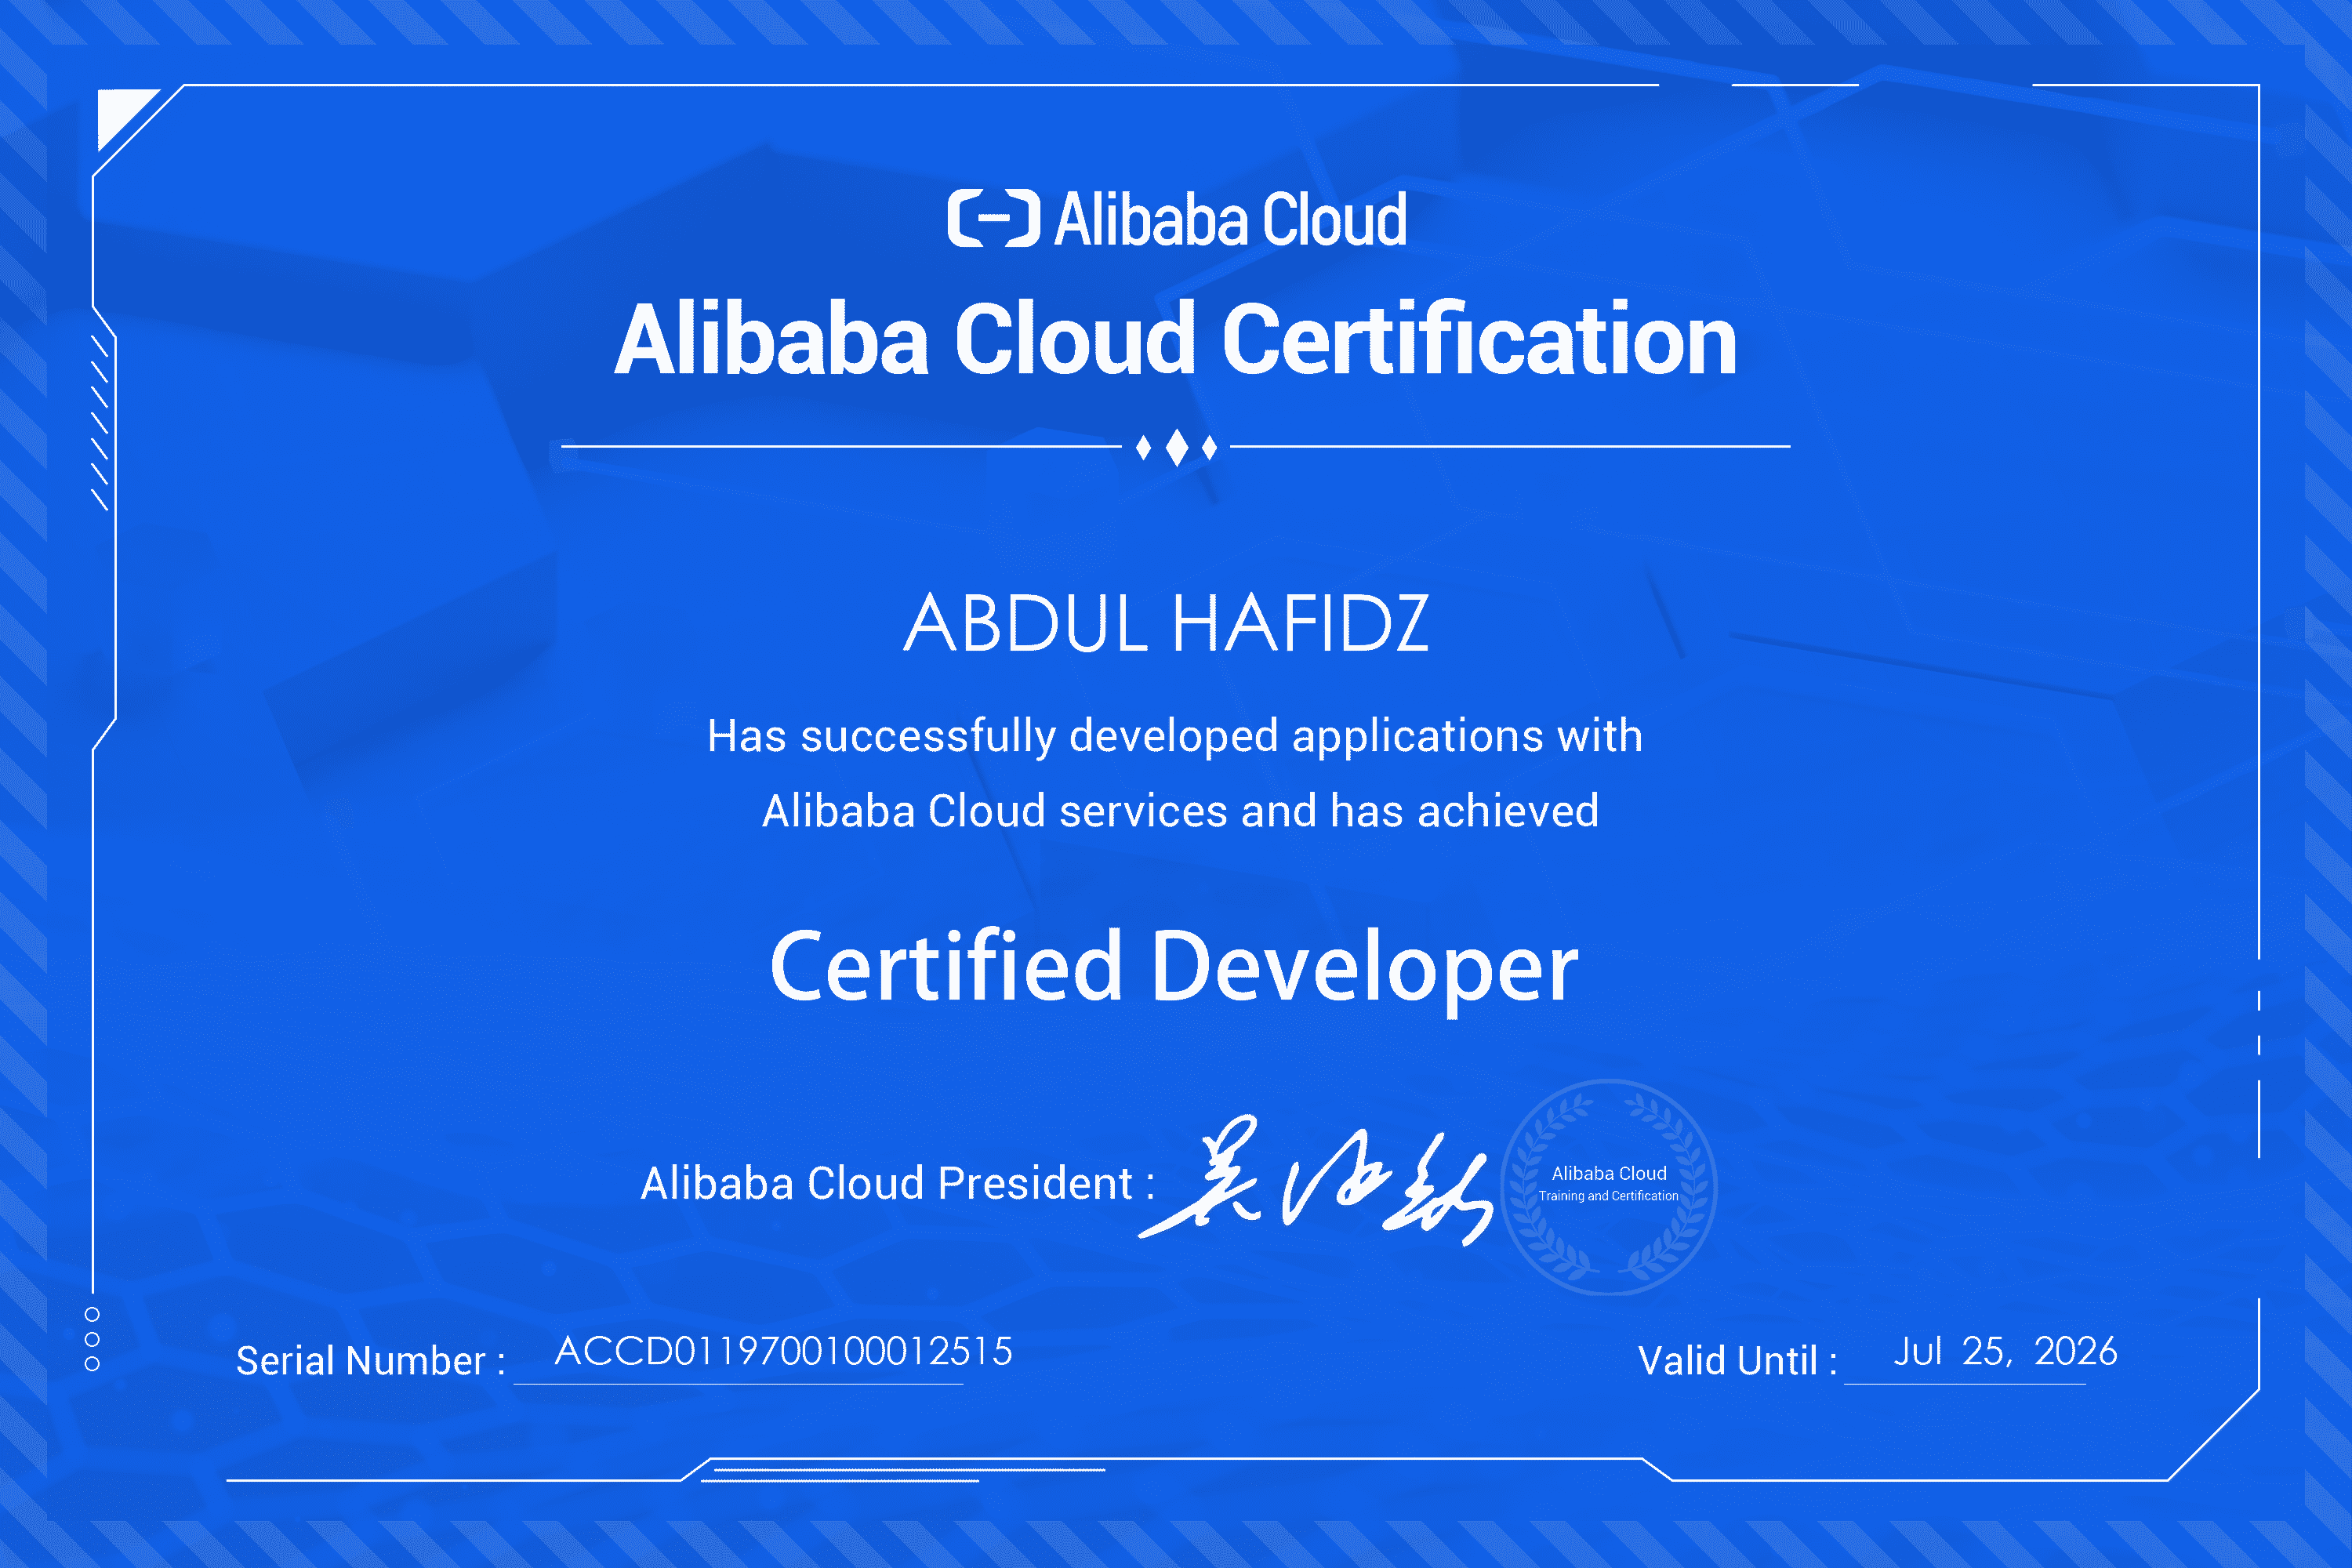 Alibaba Cloud
Alibaba Cloud Certification
ABDUL HAFIDZ
Has successfully developed applications with
Alibaba Cloud services and has achieved
Certified Developer
Alibaba Cloud President :
Alibaba Cloud
Training and Certification
Serial Number : ACCD0119700100012515
Valid Until : Jul 25, 2026